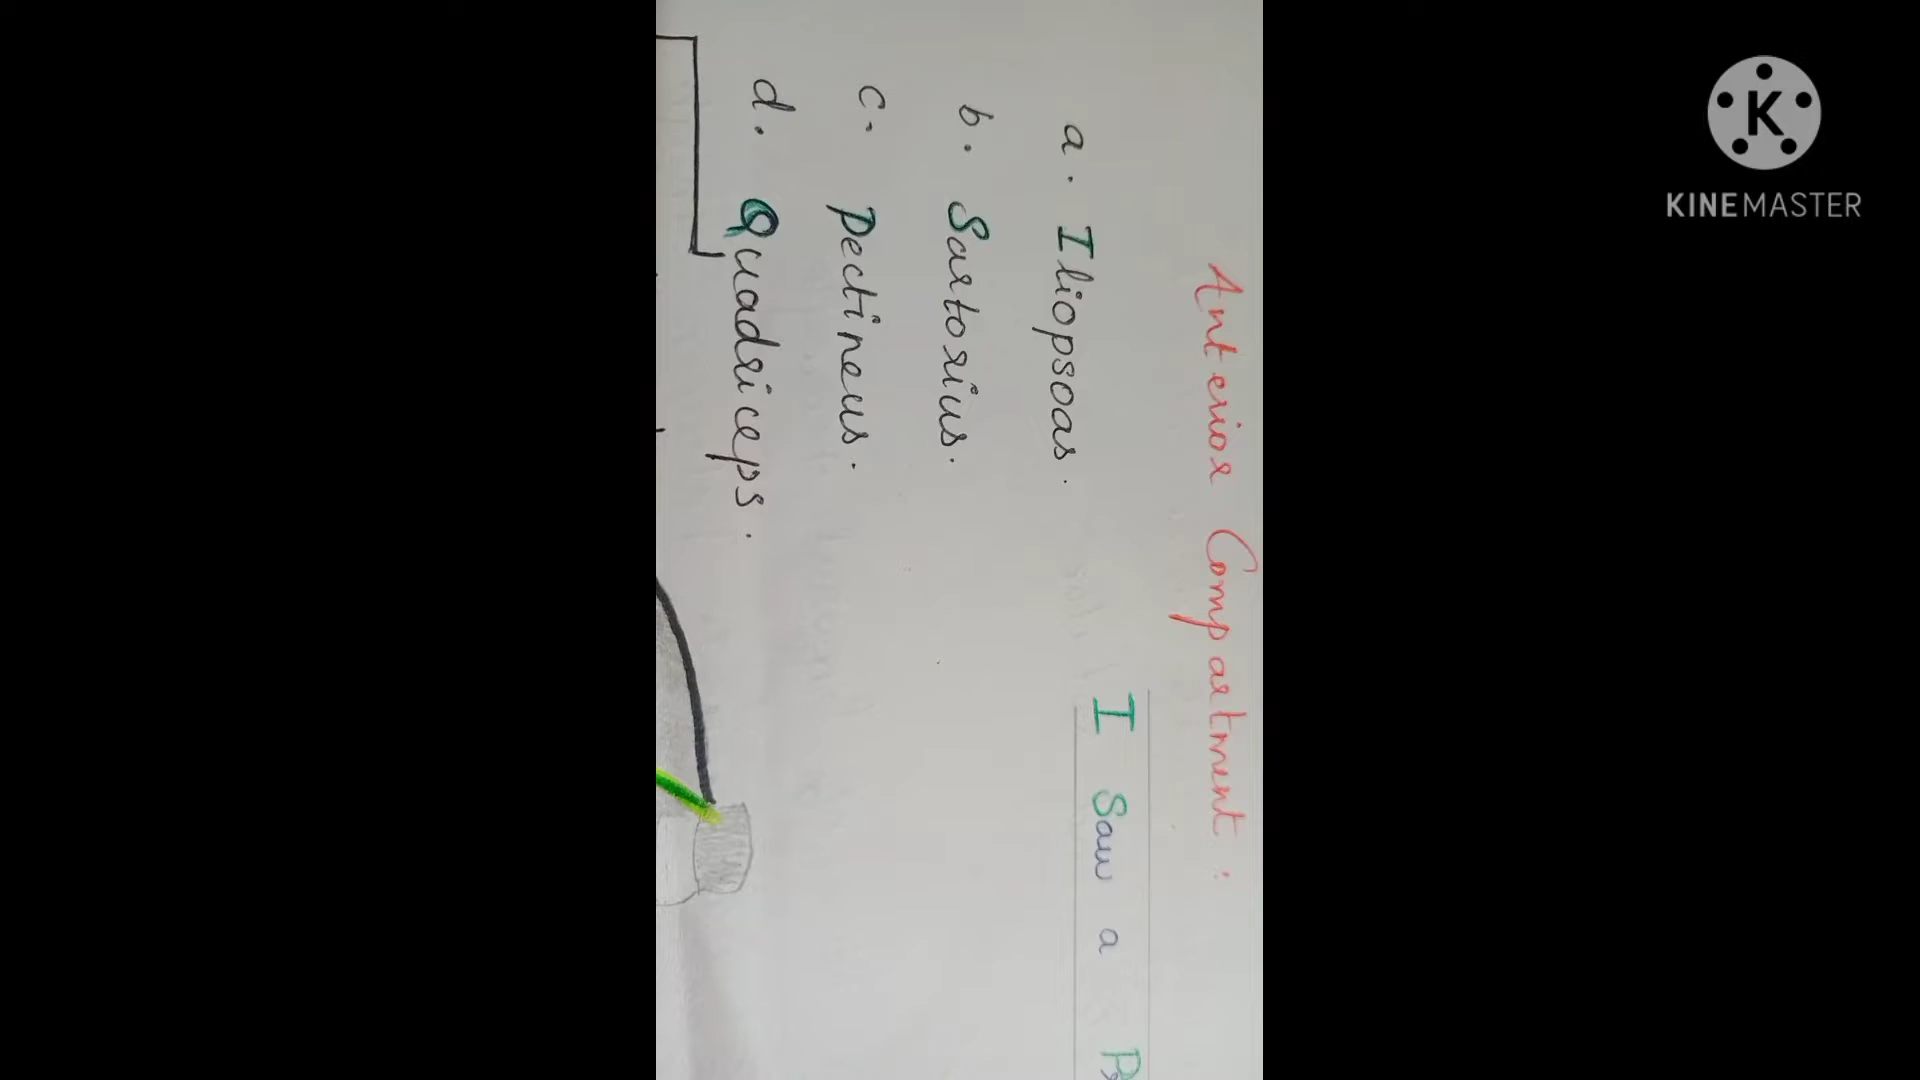 Anterior Compartment:
I Saw a
a. Iliopsoas.
b. Sartorius.
c. Pectineus.
d. Quadriceps.
K
KINEMASTER